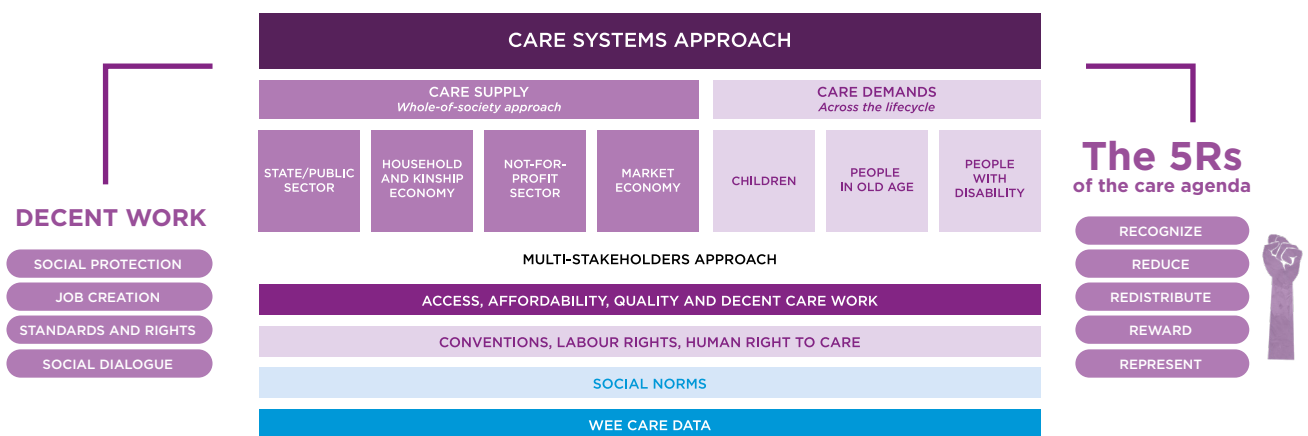 CARE SYSTEMS APPROACH
CARE SUPPLY
Whole-of-society approach
CARE DEMANDS
Across the lifecycle
STATE/PUBLIC
SECTOR
HOUSEHOLD
AND KINSHIP
ECONOMY
NOT-FOR-
PROFIT
SECTOR
MARKET
ECONOMY
CHILDREN
PEOPLE
IN OLD AGE
PEOPLE
WITH
DISABILITY
MULTI-STAKEHOLDERS APPROACH
ACCESS, AFFORDABILITY, QUALITY AND DECENT CARE WORK
CONVENTIONS, LABOUR RIGHTS, HUMAN RIGHT TO CARE
SOCIAL NORMS
WEE CARE DATA
DECENT WORK
SOCIAL PROTECTION
JOB CREATION
STANDARDS AND RIGHTS
SOCIAL DIALOGUE
The 5Rs
of the care agenda
RECOGNIZE
REDUCE
REDISTRIBUTE
REWARD
REPRESENT